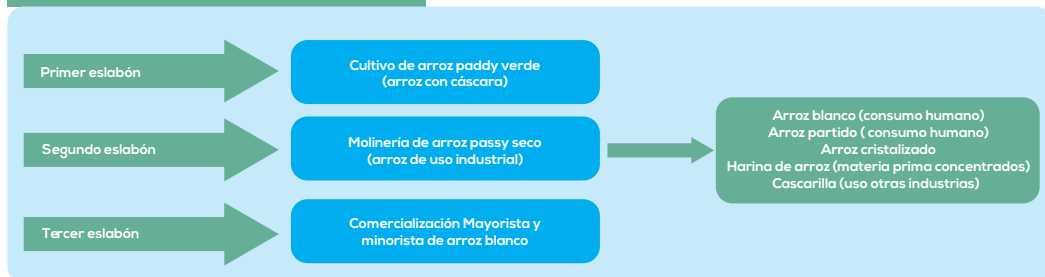 Primer eslabón
Cultivo de arroz paddy verde
(arroz con cáscara)
Segundo eslabón
Molinería de arroz passy seco
(arroz de uso industrial)
Arroz blanco (consumo humano)
Arroz partido ( consumo humano)
Arroz cristalizado
Harina de arroz (materia prima concentrados)
Cascarilla (uso otras industrias)
Tercer eslabón
Comercialización Mayorista y
minorista de arroz blanco